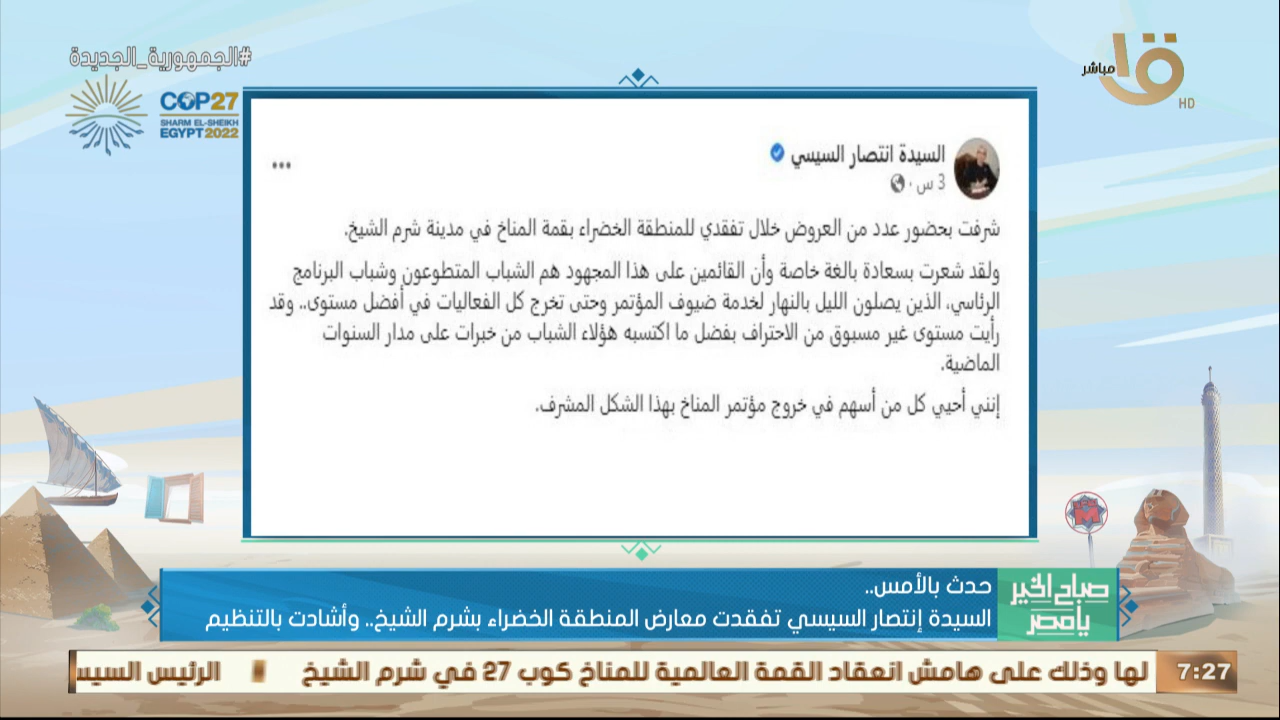 #الجمهورية_الجديدة
COP27
SHARM EL-SHEIKH
EGYPT 2022
مباشر
HD
السيدة انتصار السيسي
3 س
شرفت بحضور عدد من العروض خلال تفقدي للمنطقة الخضراء بقمة المناخ في مدينة شرم الشيخ.
ولقد شعرت بسعادة بالغة خاصة وأن القائمين على هذا المجهود هم الشباب المتطوعون وشباب البرنامج
الرئاسي، الذين يصلون الليل بالنهار لخدمة ضيوف المؤتمر وحتى تخرج كل الفعاليات في أفضل مستوى.. وقد
رأيت مستوى غير مسبوق من الاحتراف بفضل ما اكتسبه هؤلاء الشباب من خبرات على مدار السنوات
الماضية.
إنني أحيي كل من أسهم في خروج مؤتمر المناخ بهذا الشكل المشرف.
صباح الخير
يا مصر
حدث بالأمس..
السيدة إنتصار السيسي تفقدت معارض المنطقة الخضراء بشرم الشيخ.. وأشادت بالتنظيم
7:27
لها وذلك على هامش انعقاد القمة العالمية للمناخ كوب 27 في شرم الشيخ
الرئيس السيس